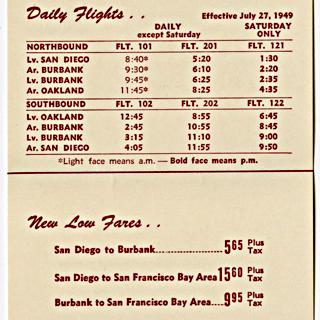 Daily Flights . .
Effective July 27, 1949
DAILY except Saturday SATURDAY ONLY
NORTHBOUND FLT. 101 FLT. 201 FLT. 121
Lv. SAN DIEGO 8:40* 5:20 1:30
Ar. BURBANK 9:30* 6:10 2:20
Lv. BURBANK 9:45* 6:25 2:35
Ar. OAKLAND 11:45* 8:25 4:35
SOUTHBOUND FLT. 102 FLT. 202 FLT. 122
Lv. OAKLAND 12:45 8:55 6:45
Ar. BURBANK 2:45 10:55 8:45
Lv. BURBANK 3:15 11:10 9:00
Ar. SAN DIEGO 4:05 11:55 9:50
*Light face means a.m. — Bold face means p.m.
New Low Fares . .
San Diego to Burbank 5 65 Plus Tax
San Diego to San Francisco Bay Area 15 60 Plus Tax
Burbank to San Francisco Bay Area.... 9 95 Plus Tax